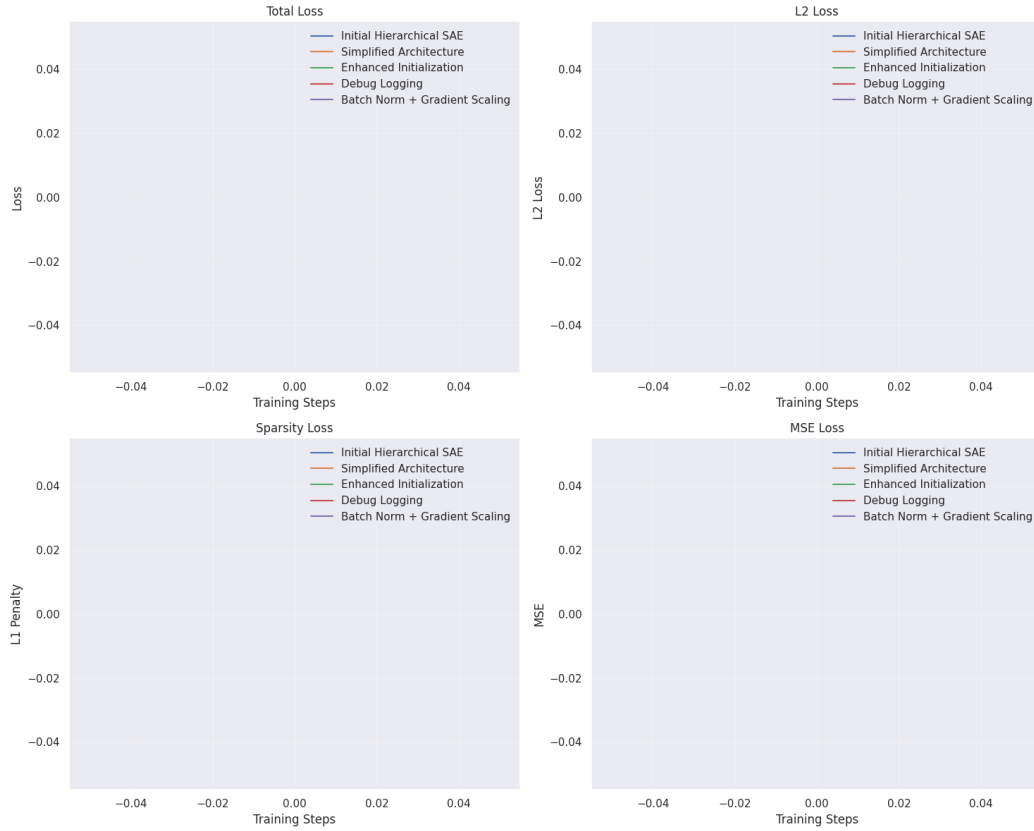 Total Loss
Initial Hierarchical SAE
Simplified Architecture
Enhanced Initialization
Debug Logging
Batch Norm + Gradient Scaling
0.04
0.02
0.00
−0.02
−0.04
Loss
−0.04 −0.02 0.00 0.02 0.04
Training Steps
L2 Loss
Initial Hierarchical SAE
Simplified Architecture
Enhanced Initialization
Debug Logging
Batch Norm + Gradient Scaling
0.04
0.02
0.00
−0.02
−0.04
L2 Loss
−0.04 −0.02 0.00 0.02 0.04
Training Steps
Sparsity Loss
Initial Hierarchical SAE
Simplified Architecture
Enhanced Initialization
Debug Logging
Batch Norm + Gradient Scaling
0.04
0.02
0.00
−0.02
−0.04
L1 Penalty
−0.04 −0.02 0.00 0.02 0.04
Training Steps
MSE Loss
Initial Hierarchical SAE
Simplified Architecture
Enhanced Initialization
Debug Logging
Batch Norm + Gradient Scaling
0.04
0.02
0.00
−0.02
−0.04
MSE
−0.04 −0.02 0.00 0.02 0.04
Training Steps